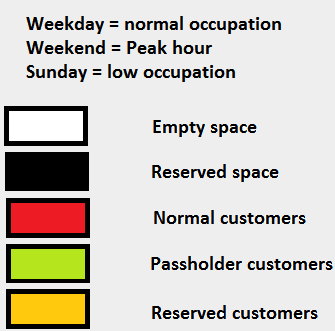 Weekday = normal occupation
Weekend = Peak hour
Sunday = low occupation
Empty space
Reserved space
Normal customers
Passholder customers
Reserved customers